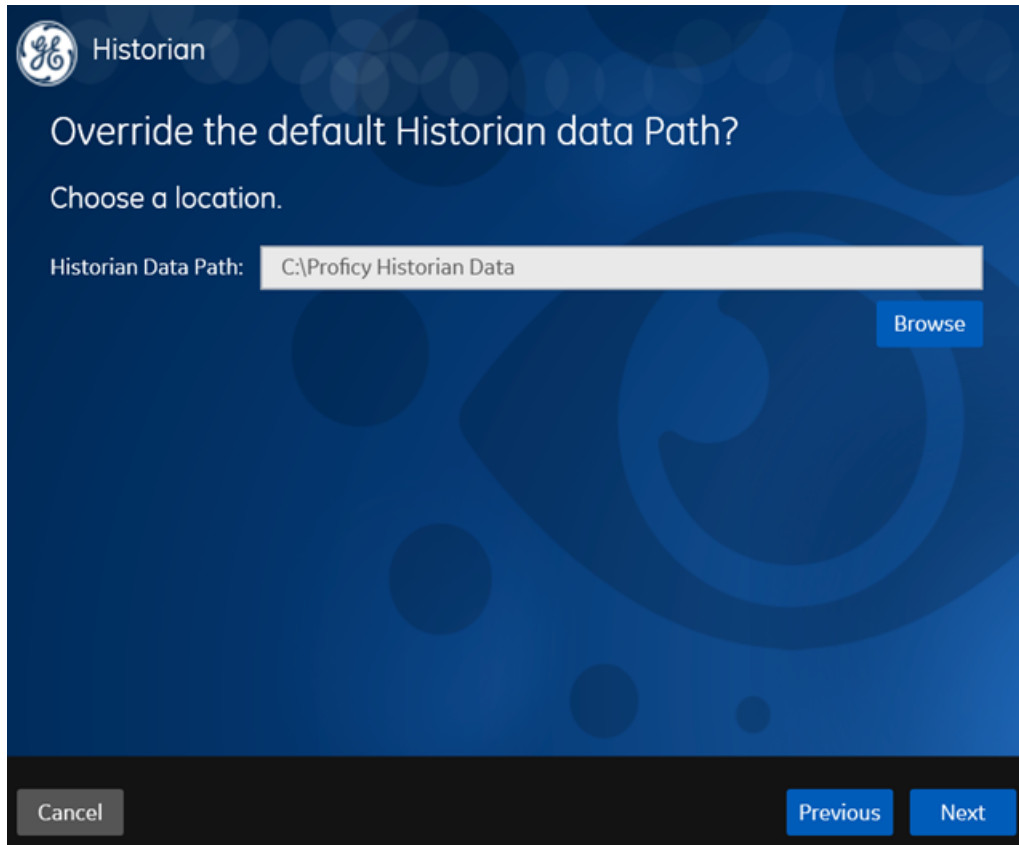 Historian
Override the default Historian data Path?
Choose a location.
Historian Data Path: C:\Proficy Historian Data
Browse
Cancel Previous Next